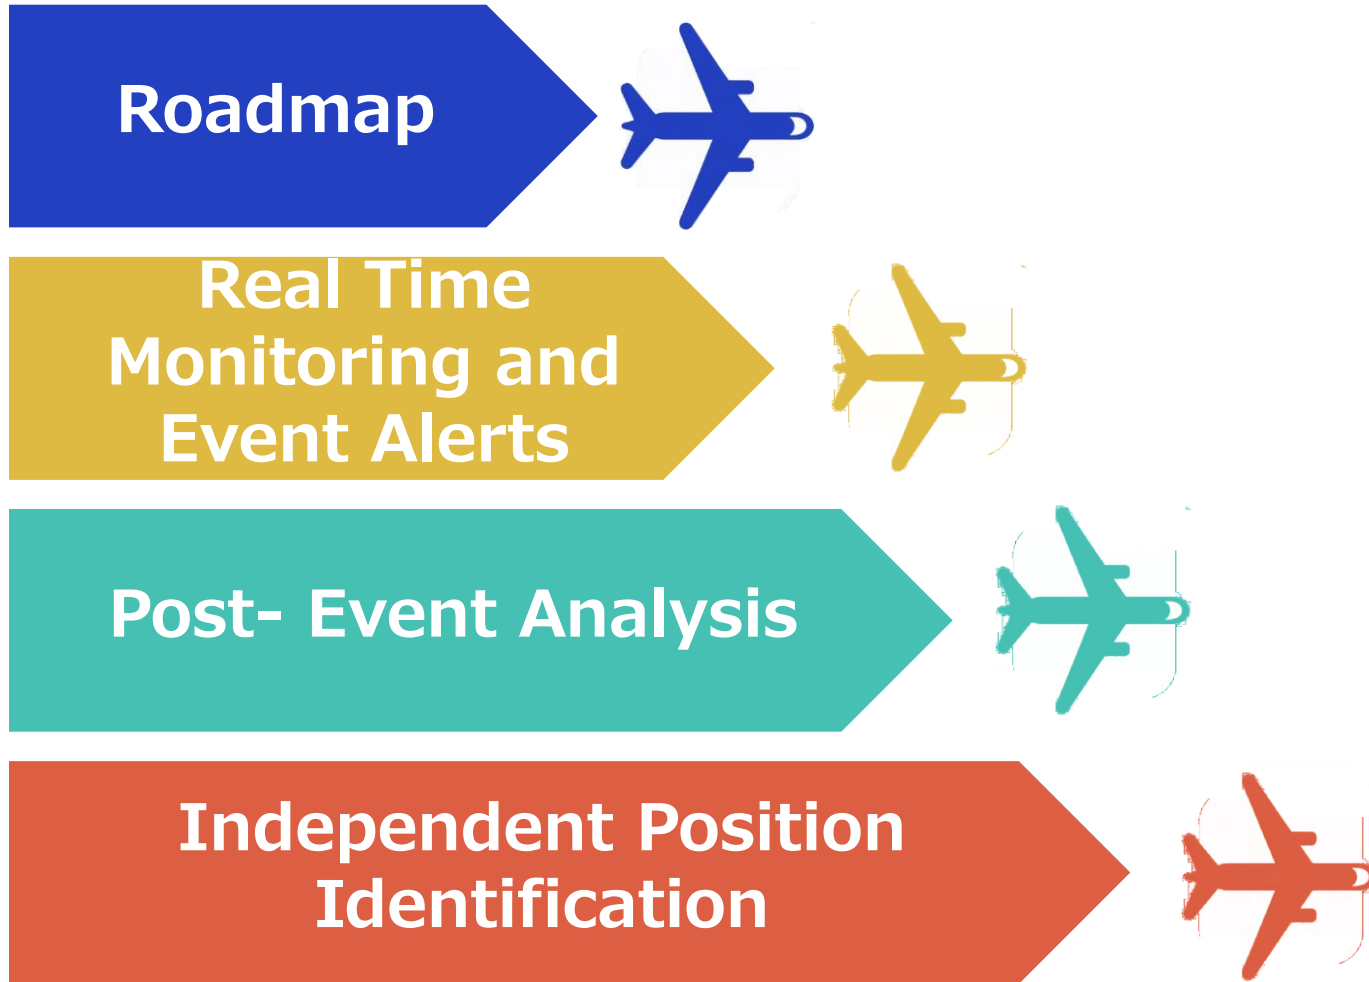 Roadmap
Real Time
Monitoring and
Event Alerts
Post- Event Analysis
Independent Position
Identification